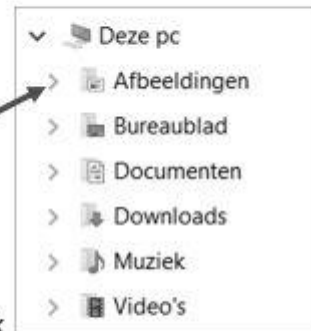 Deze pc
Afbeeldingen
Bureaublad
Documenten
Downloads
Muziek
Video's